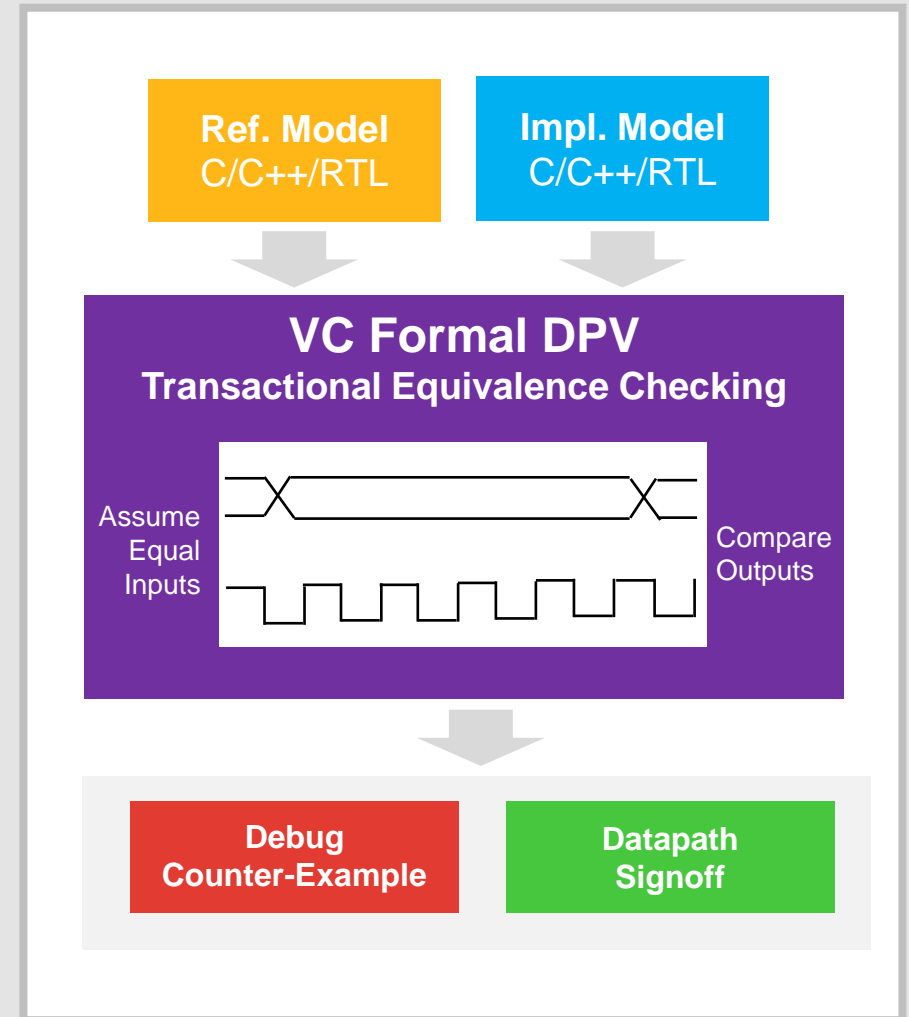 Ref. Model
C/C++/RTL
Impl. Model
C/C++/RTL
VC Formal DPV
Transactional Equivalence Checking
Assume
Equal
Inputs
Compare
Outputs
Debug
Counter-Example
Datapath
Signoff